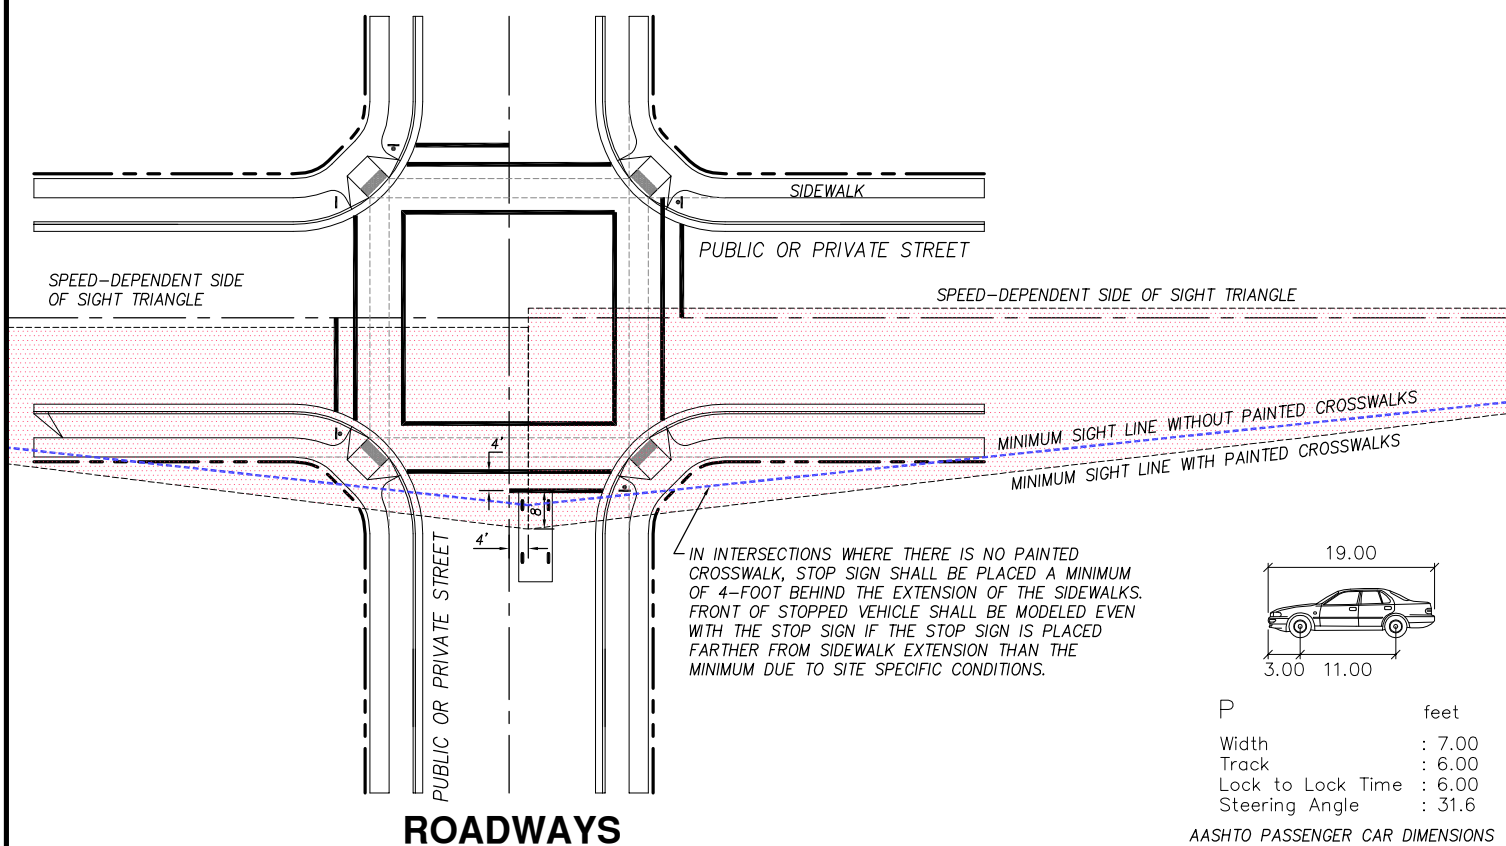 SIDEWALK
PUBLIC OR PRIVATE STREET
SPEED-DEPENDENT SIDE
OF SIGHT TRIANGLE
SPEED-DEPENDENT SIDE OF SIGHT TRIANGLE
MINIMUM SIGHT LINE WITHOUT PAINTED CROSSWALKS
MINIMUM SIGHT LINE WITH PAINTED CROSSWALKS
4'
8'
4'
PUBLIC OR PRIVATE STREET
IN INTERSECTIONS WHERE THERE IS NO PAINTED
CROSSWALK, STOP SIGN SHALL BE PLACED A MINIMUM
OF 4-FOOT BEHIND THE EXTENSION OF THE SIDEWALKS.
FRONT OF STOPPED VEHICLE SHALL BE MODELED EVEN
WITH THE STOP SIGN IF THE STOP SIGN IS PLACED
FARTHER FROM SIDEWALK EXTENSION THAN THE
MINIMUM DUE TO SITE SPECIFIC CONDITIONS.
19.00
3.00 11.00
P feet
Width : 7.00
Track : 6.00
Lock to Lock Time : 6.00
Steering Angle : 31.6
AASHTO PASSENGER CAR DIMENSIONS
ROADWAYS